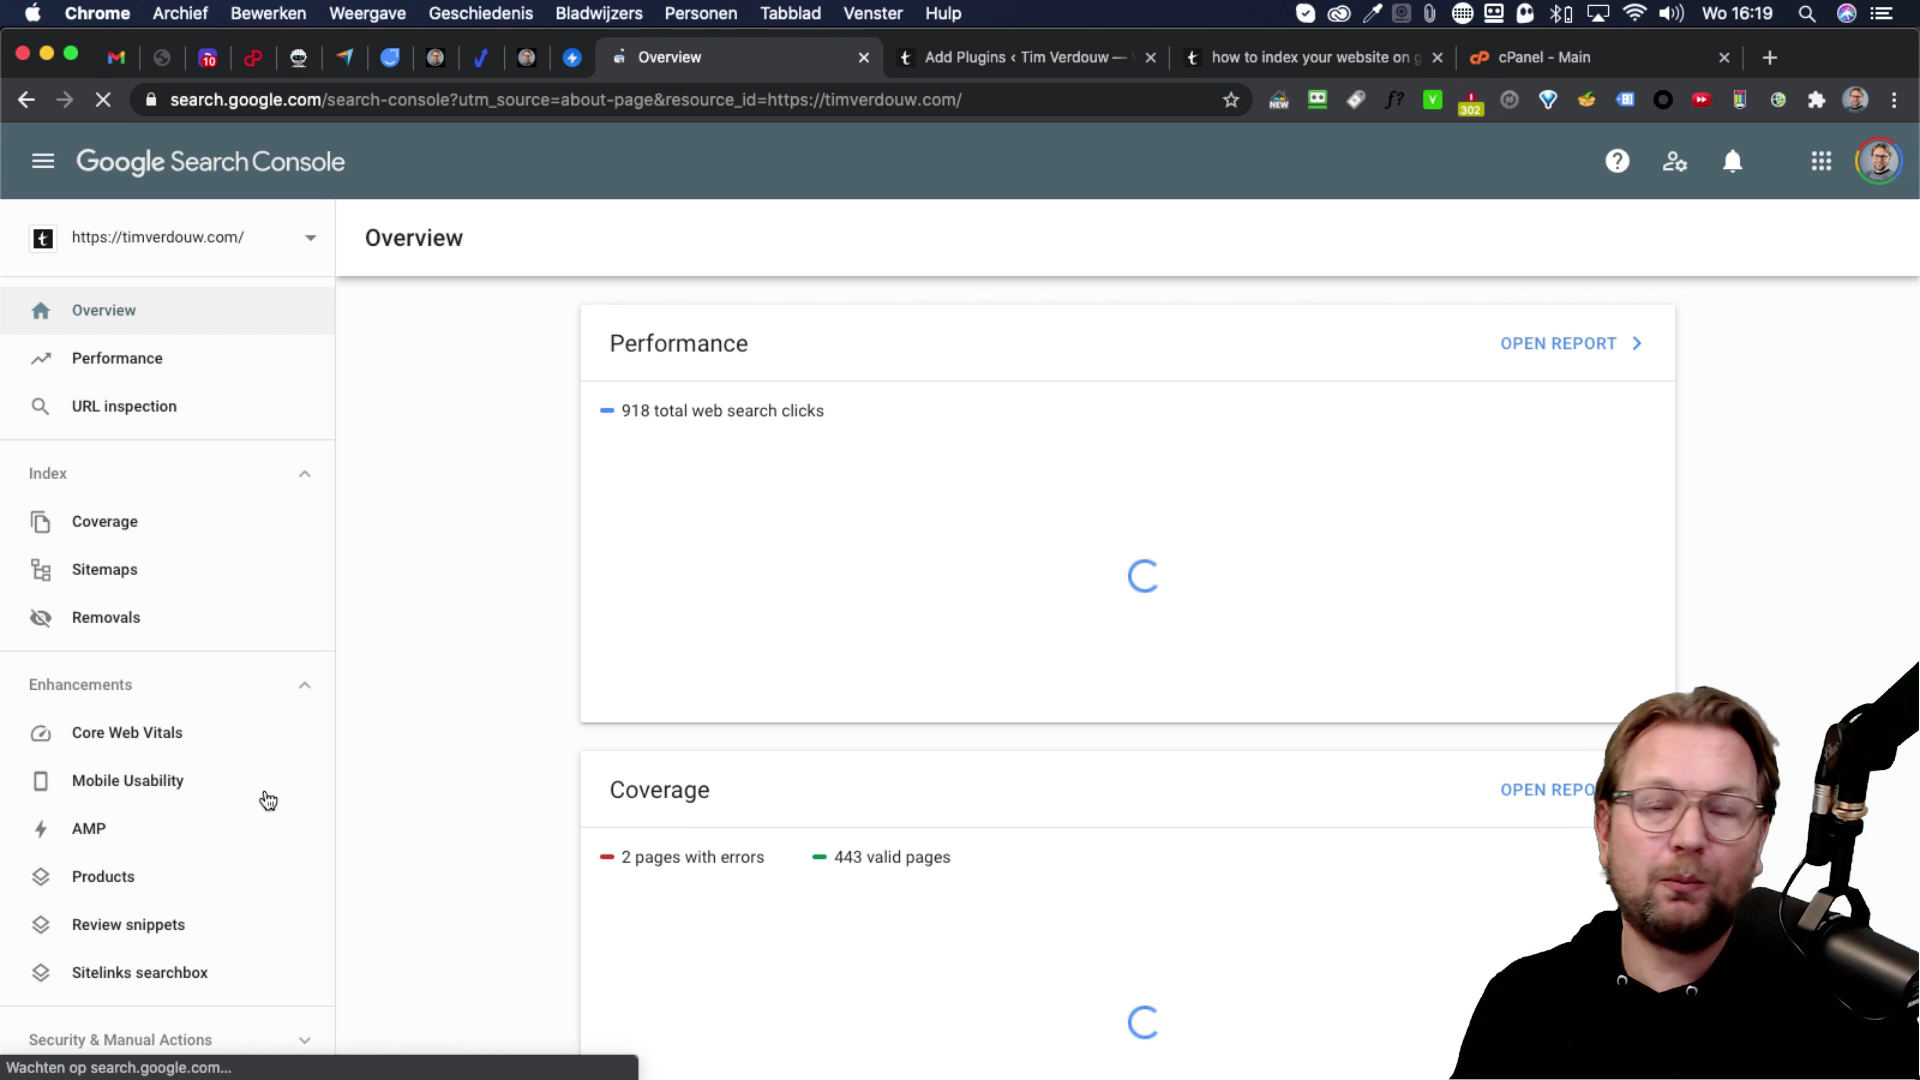 Chrome Archief Bewerken Weergave Geschiedenis Bladwijzers Personen Tabblad Venster Hulp Wo 16:19
10 Overview Add Plugins ‹ Tim Verdouw — how to index your website on g cPanel - Main
search.google.com/search-console?utm_source=about-page&resource_id=https://timverdouw.com/ NEW f? 302
Google Search Console
t https://timverdouw.com/
Overview
Overview
Performance
URL inspection
Index
Coverage
Sitemaps
Removals
Enhancements
Core Web Vitals
Mobile Usability
AMP
Products
Review snippets
Sitelinks searchbox
Security & Manual Actions
Wachten op search.google.com...
Performance OPEN REPORT
918 total web search clicks
Coverage OPEN REPO
2 pages with errors 443 valid pages